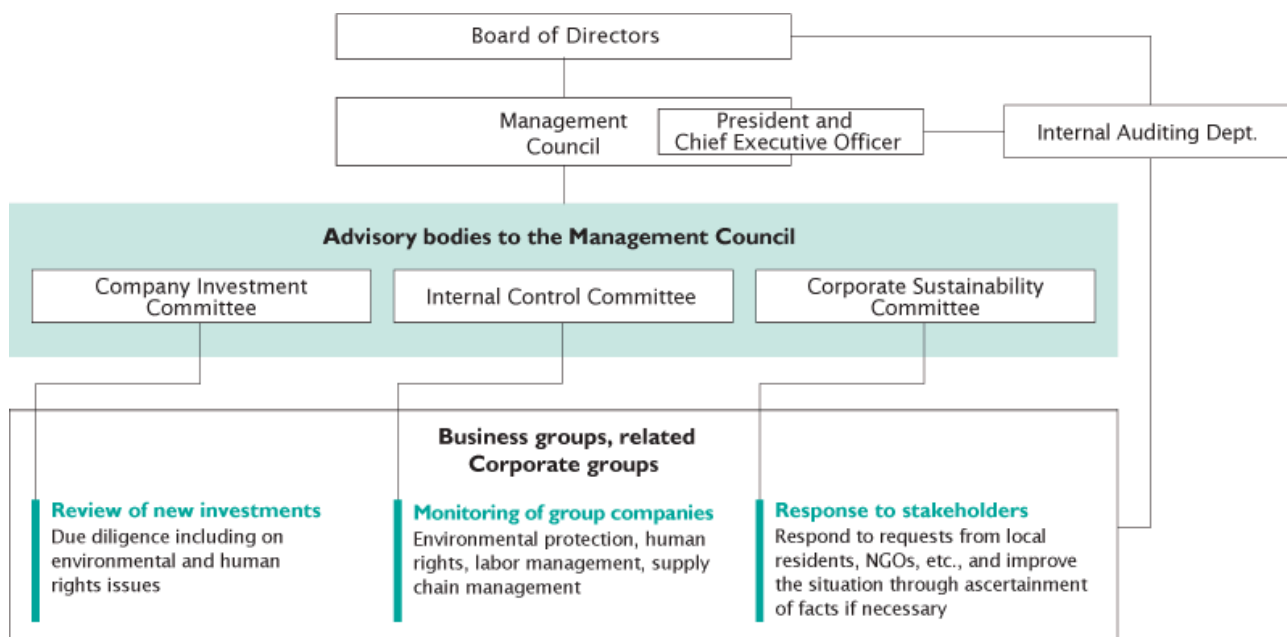 Board of Directors
Management
Council
President and
Chief Executive Officer
Internal Auditing Dept.
Advisory bodies to the Management Council
Company Investment
Committee
Internal Control Committee
Corporate Sustainability
Committee
Business groups, related
Corporate groups
Review of new investments
Due diligence including on
environmental and human
rights issues
Monitoring of group companies
Environmental protection, human
rights, labor management, supply
chain management
Response to stakeholders
Respond to requests from local
residents, NGOs, etc., and improve
the situation through ascertainment
of facts if necessary